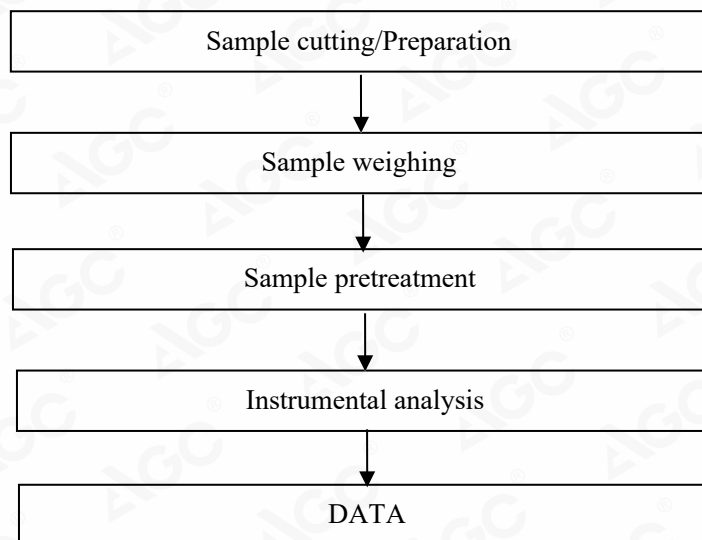 Sample cutting/Preparation
Sample weighing
Sample pretreatment
Instrumental analysis
DATA